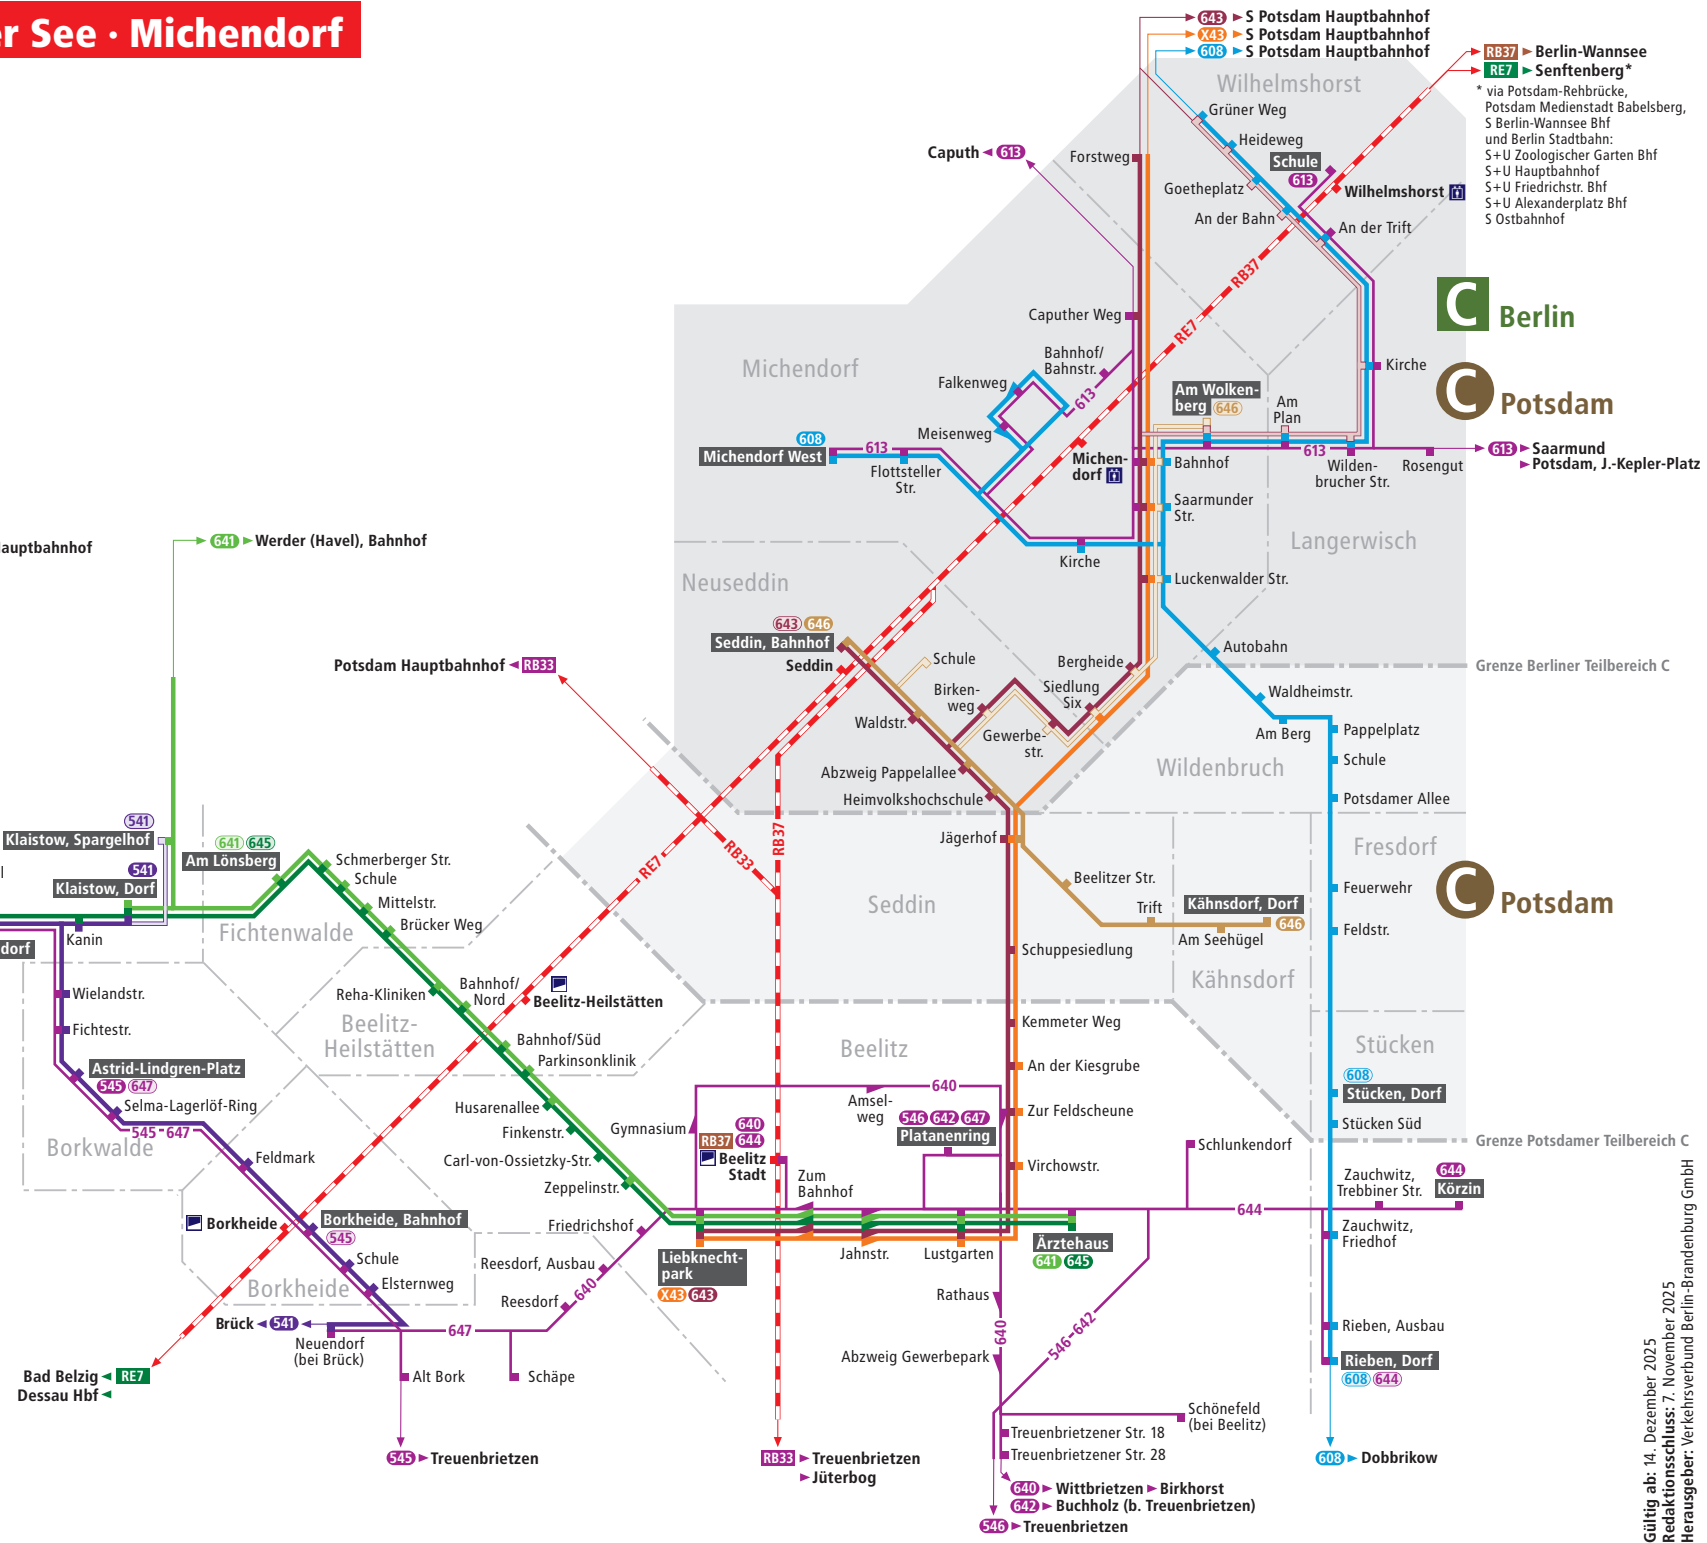 er See · Michendorf
643 S Potsdam Hauptbahnhof
X43 S Potsdam Hauptbahnhof
608 S Potsdam Hauptbahnhof
RB37 Berlin-Wannsee
RE7 Senftenberg*
* via Potsdam-Rehbrücke,
Potsdam Medienstadt Babelsberg,
S Berlin-Wannsee Bhf
und Berlin Stadtbahn:
S+U Zoologischer Garten Bhf
S+U Hauptbahnhof
S+U Friedrichstr. Bhf
S+U Alexanderplatz Bhf
S Ostbahnhof
Wilhelmshorst
Grüner Weg
Heideweg
Schule
613
Caputh 613
Forstweg
Goetheplatz
Wilhelmshorst
An der Bahn
An der Trift
RB37
RE7
C Berlin
Caputher Weg
Michendorf
Bahnhof/
Bahnstr.
Falkenweg
613
Kirche
Am Wolken-
berg 646
Am
Plan
C Potsdam
Meisenweg
608
Michendorf West
613
Flottsteller
Str.
Michen-
dorf
Bahnhof
613
Wilden-
brucher Str.
Rosengut
613 Saarmund
Potsdam, J.-Kepler-Platz
Saarmunder
Str.
Kirche
Langerwisch
auptbahnhof
641 Werder (Havel), Bahnhof
Neuseddin
Luckenwalder Str.
643 646
Seddin, Bahnhof
Seddin
Potsdam Hauptbahnhof RB33
Schule
Bergheide
Autobahn
Grenze Berliner Teilbereich C
Birken-
weg
Siedlung
Six
Waldstr.
Gewerbe-
str.
Waldheimstr.
Am Berg
Pappelplatz
Schule
Wildenbruch
Abzweig Pappelallee
Heimvolkshochschule
Potsdamer Allee
Jägerhof
541
Klaistow, Spargelhof
541
Klaistow, Dorf
l
641 645
Am Lönsberg
Schmerberger Str.
Schule
Mittelstr.
Brücker Weg
RE7
RB33
RB37
Fresdorf
Beelitzer Str.
Feuerwehr
C Potsdam
Seddin
Trift
Kähnsdorf, Dorf
646
Am Seehügel
Feldstr.
dorf
Kanin
Fichtenwalde
Schuppesiedlung
Kähnsdorf
Wielandstr.
Reha-Kliniken
Bahnhof/
Nord
Beelitz-Heilstätten
Fichtestr.
Beelitz-
Heilstätten
Bahnhof/Süd
Parkinsonklinik
Kemmeter Weg
Beelitz
Stücken
An der Kiesgrube
Astrid-Lindgren-Platz
545 647
608
Stücken, Dorf
Selma-Lagerlöf-Ring
Husarenallee
640
Amsel-
weg
546 642 647
Platanenring
Zur Feldscheune
Stücken Süd
545-647
Borkwalde
Finkenstr.
Gymnasium
640
RB37 644
Beelitz
Stadt
Schlunkendorf
Grenze Potsdamer Teilbereich C
Feldmark
Carl-von-Ossietzky-Str.
Zeppelinstr.
Zum
Bahnhof
Virchowstr.
Zauchwitz,
Trebbiner Str.
644
Körzin
644
Borkheide
Borkheide, Bahnhof
545
Friedrichshof
Zauchwitz,
Friedhof
Schule
Elsternweg
Reesdorf, Ausbau
Liebknecht-
park
X43 643
Jahnstr.
Lustgarten
Ärztehaus
641 645
Borkheide
Reesdorf
640
Rathaus
Brück 541
Neuendorf
(bei Brück)
647
640
546-642
Rieben, Ausbau
Abzweig Gewerbepark
Rieben, Dorf
608 644
Bad Belzig RE7
Dessau Hbf
Alt Bork
Schäpe
Schönefeld
(bei Beelitz)
Treuenbrietzener Str. 18
Treuenbrietzener Str. 28
545 Treuenbrietzen
RB33 Treuenbrietzen
Jüterbog
608 Dobbrikow
640 Wittbrietzen Birkhorst
642 Buchholz (b. Treuenbrietzen)
546 Treuenbrietzen
Gültig ab: 14. Dezember 2025
Redaktionsschluss: 7. November 2025
Herausgeber: Verkehrsverbund Berlin-Brandenburg GmbH